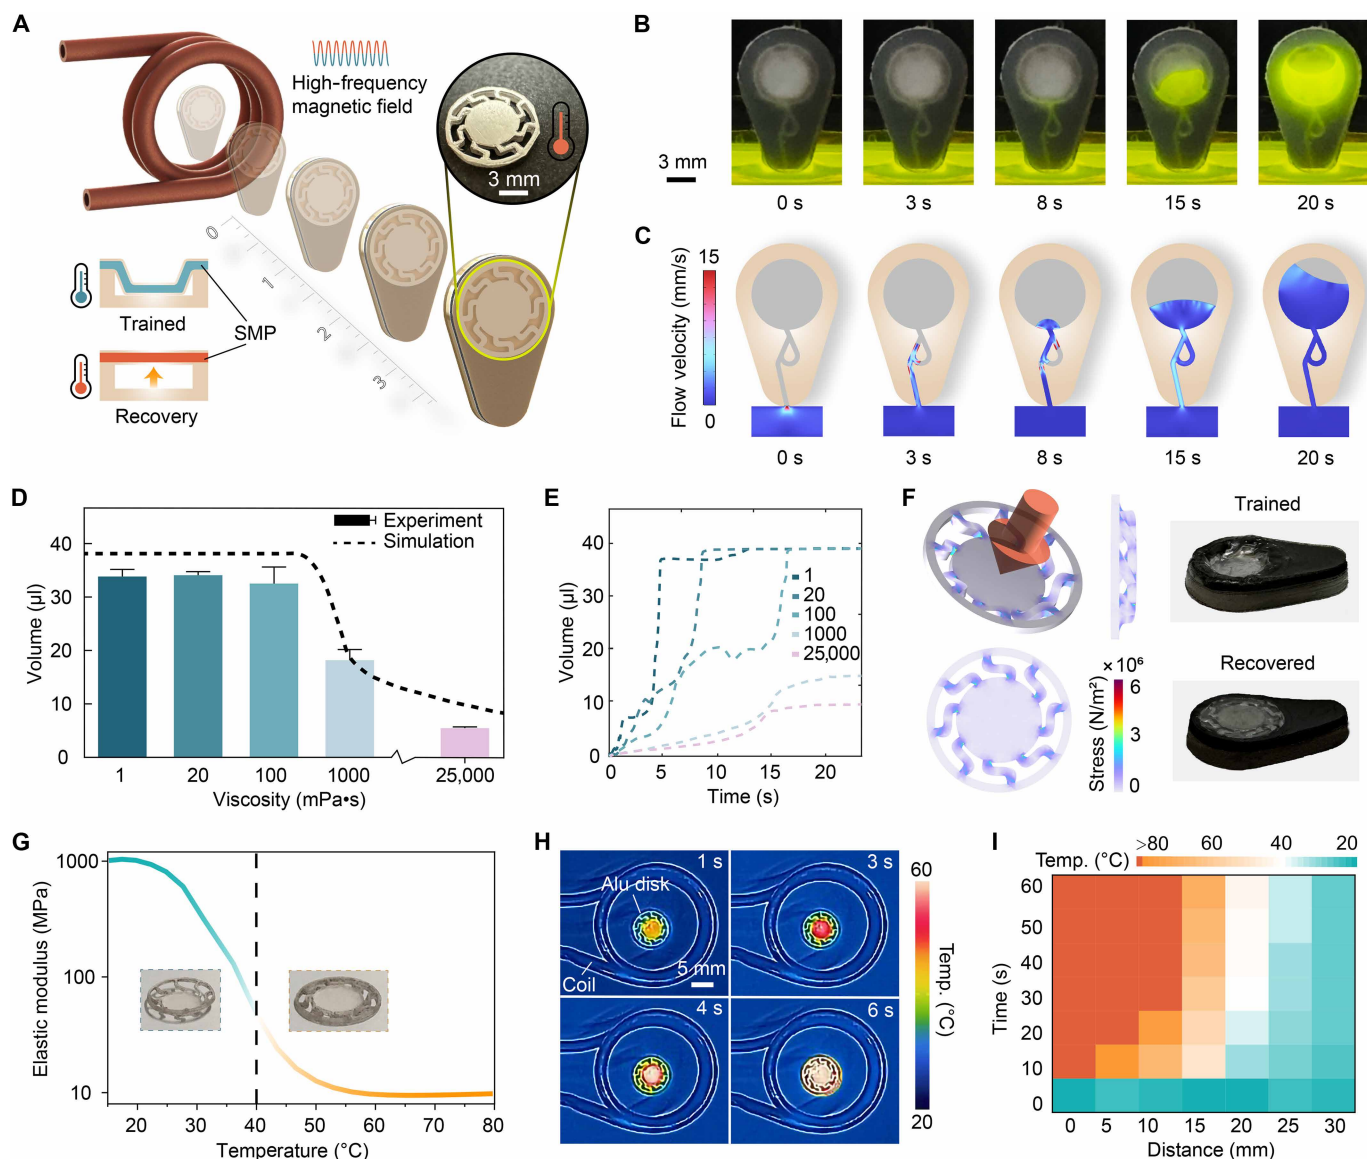 A
High-frequency
magnetic field
3 mm
0
1
2
3
Trained
SMP
Recovery
B
3 mm
0 s
3 s
8 s
15 s
20 s
C
15
Flow velocity (mm/s)
0
0 s
3 s
8 s
15 s
20 s
D
Experiment
Simulation
40
30
20
10
0
Volume (µl)
1
20
100
1000
25,000
Viscosity (mPa•s)
E
40
30
20
10
0
Volume (µl)
1
20
100
1000
25,000
0
5
10
15
20
Time (s)
F
Trained
× 10⁶
6
3
0
Stress (N/m²)
Recovered
G
1000
100
10
Elastic modulus (MPa)
20
30
40
50
60
70
80
Temperature (°C)
H
1 s
Alu disk
Coil
5 mm
3 s
4 s
6 s
60
Temp. (°C)
20
I
Temp. (°C)
>80
60
40
20
60
50
40
30
20
10
0
Time (s)
0
5
10
15
20
25
30
Distance (mm)